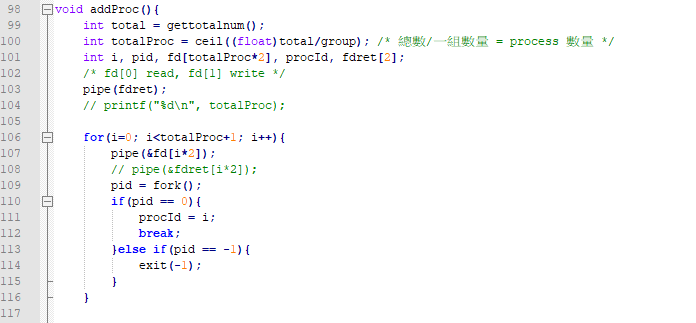 98 void addProc(){
99 int total = gettotalnum();
100 int totalProc = ceil((float)total/group); /* 總數/一組數量 = process 數量 */
101 int i, pid, fd[totalProc*2], procId, fdret[2];
102 /* fd[0] read, fd[1] write */
103 pipe(fdret);
104 // printf("%d\n", totalProc);
105
106 for(i=0; i<totalProc+1; i++){
107 pipe(&fd[i*2]);
108 // pipe(&fdret[i*2]);
109 pid = fork();
110 if(pid == 0){
111 procId = i;
112 break;
113 }else if(pid == -1){
114 exit(-1);
115 }
116 }
117